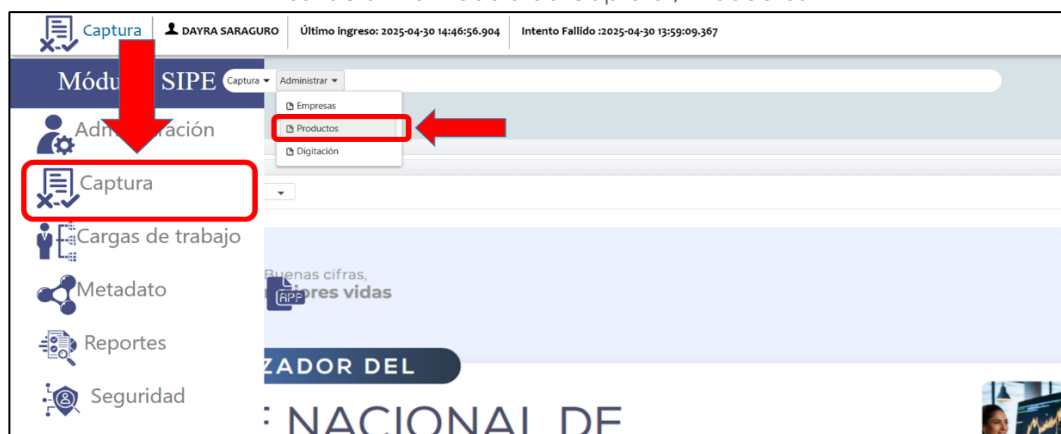 Captura DAYRA SARAGURO Último ingreso: 2025-04-30 14:46:56.904 Intento Fallido :2025-04-30 13:59:09.367
SIPE Captura Administrar
Empresas
Productos
Digitación
Captura
Cargas de trabajo
Metadato
Reportes
Seguridad
Buenas cifras,
vidas
APP
DEL
NACIONAL DE